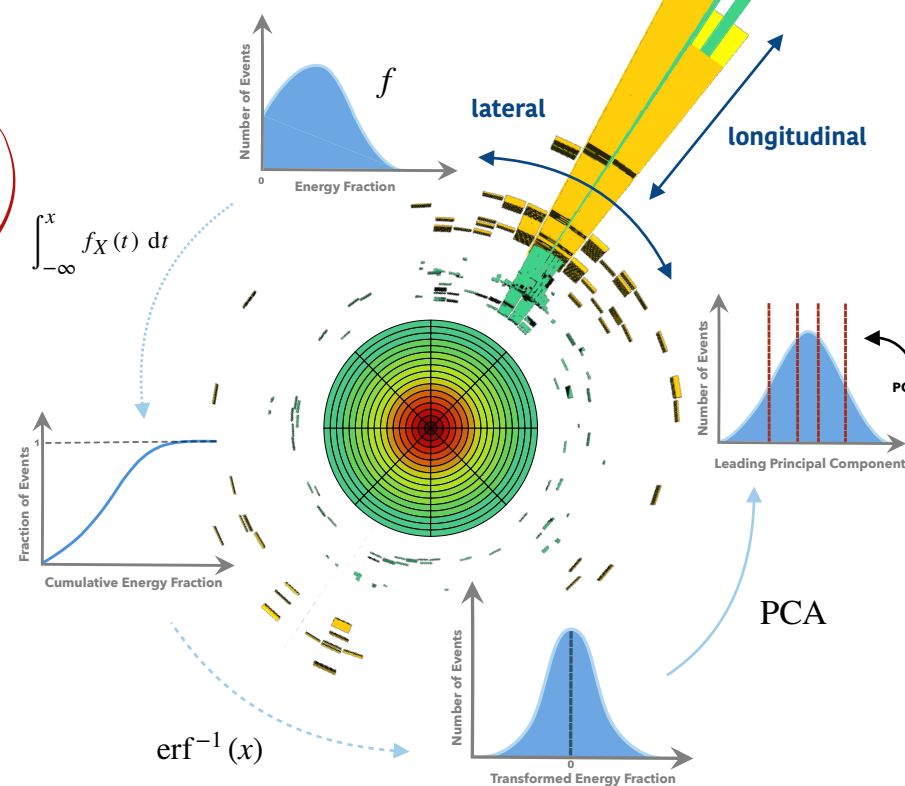 Number of Events
f
0
Energy Fraction
lateral
longitudinal
∫_{-∞}^{x} f_X(t) dt
Number of Events
Leading Principal Component
1
Fraction of Events
Cumulative Energy Fraction
PCA
Number of Events
0
Transformed Energy Fraction
erf⁻¹(x)